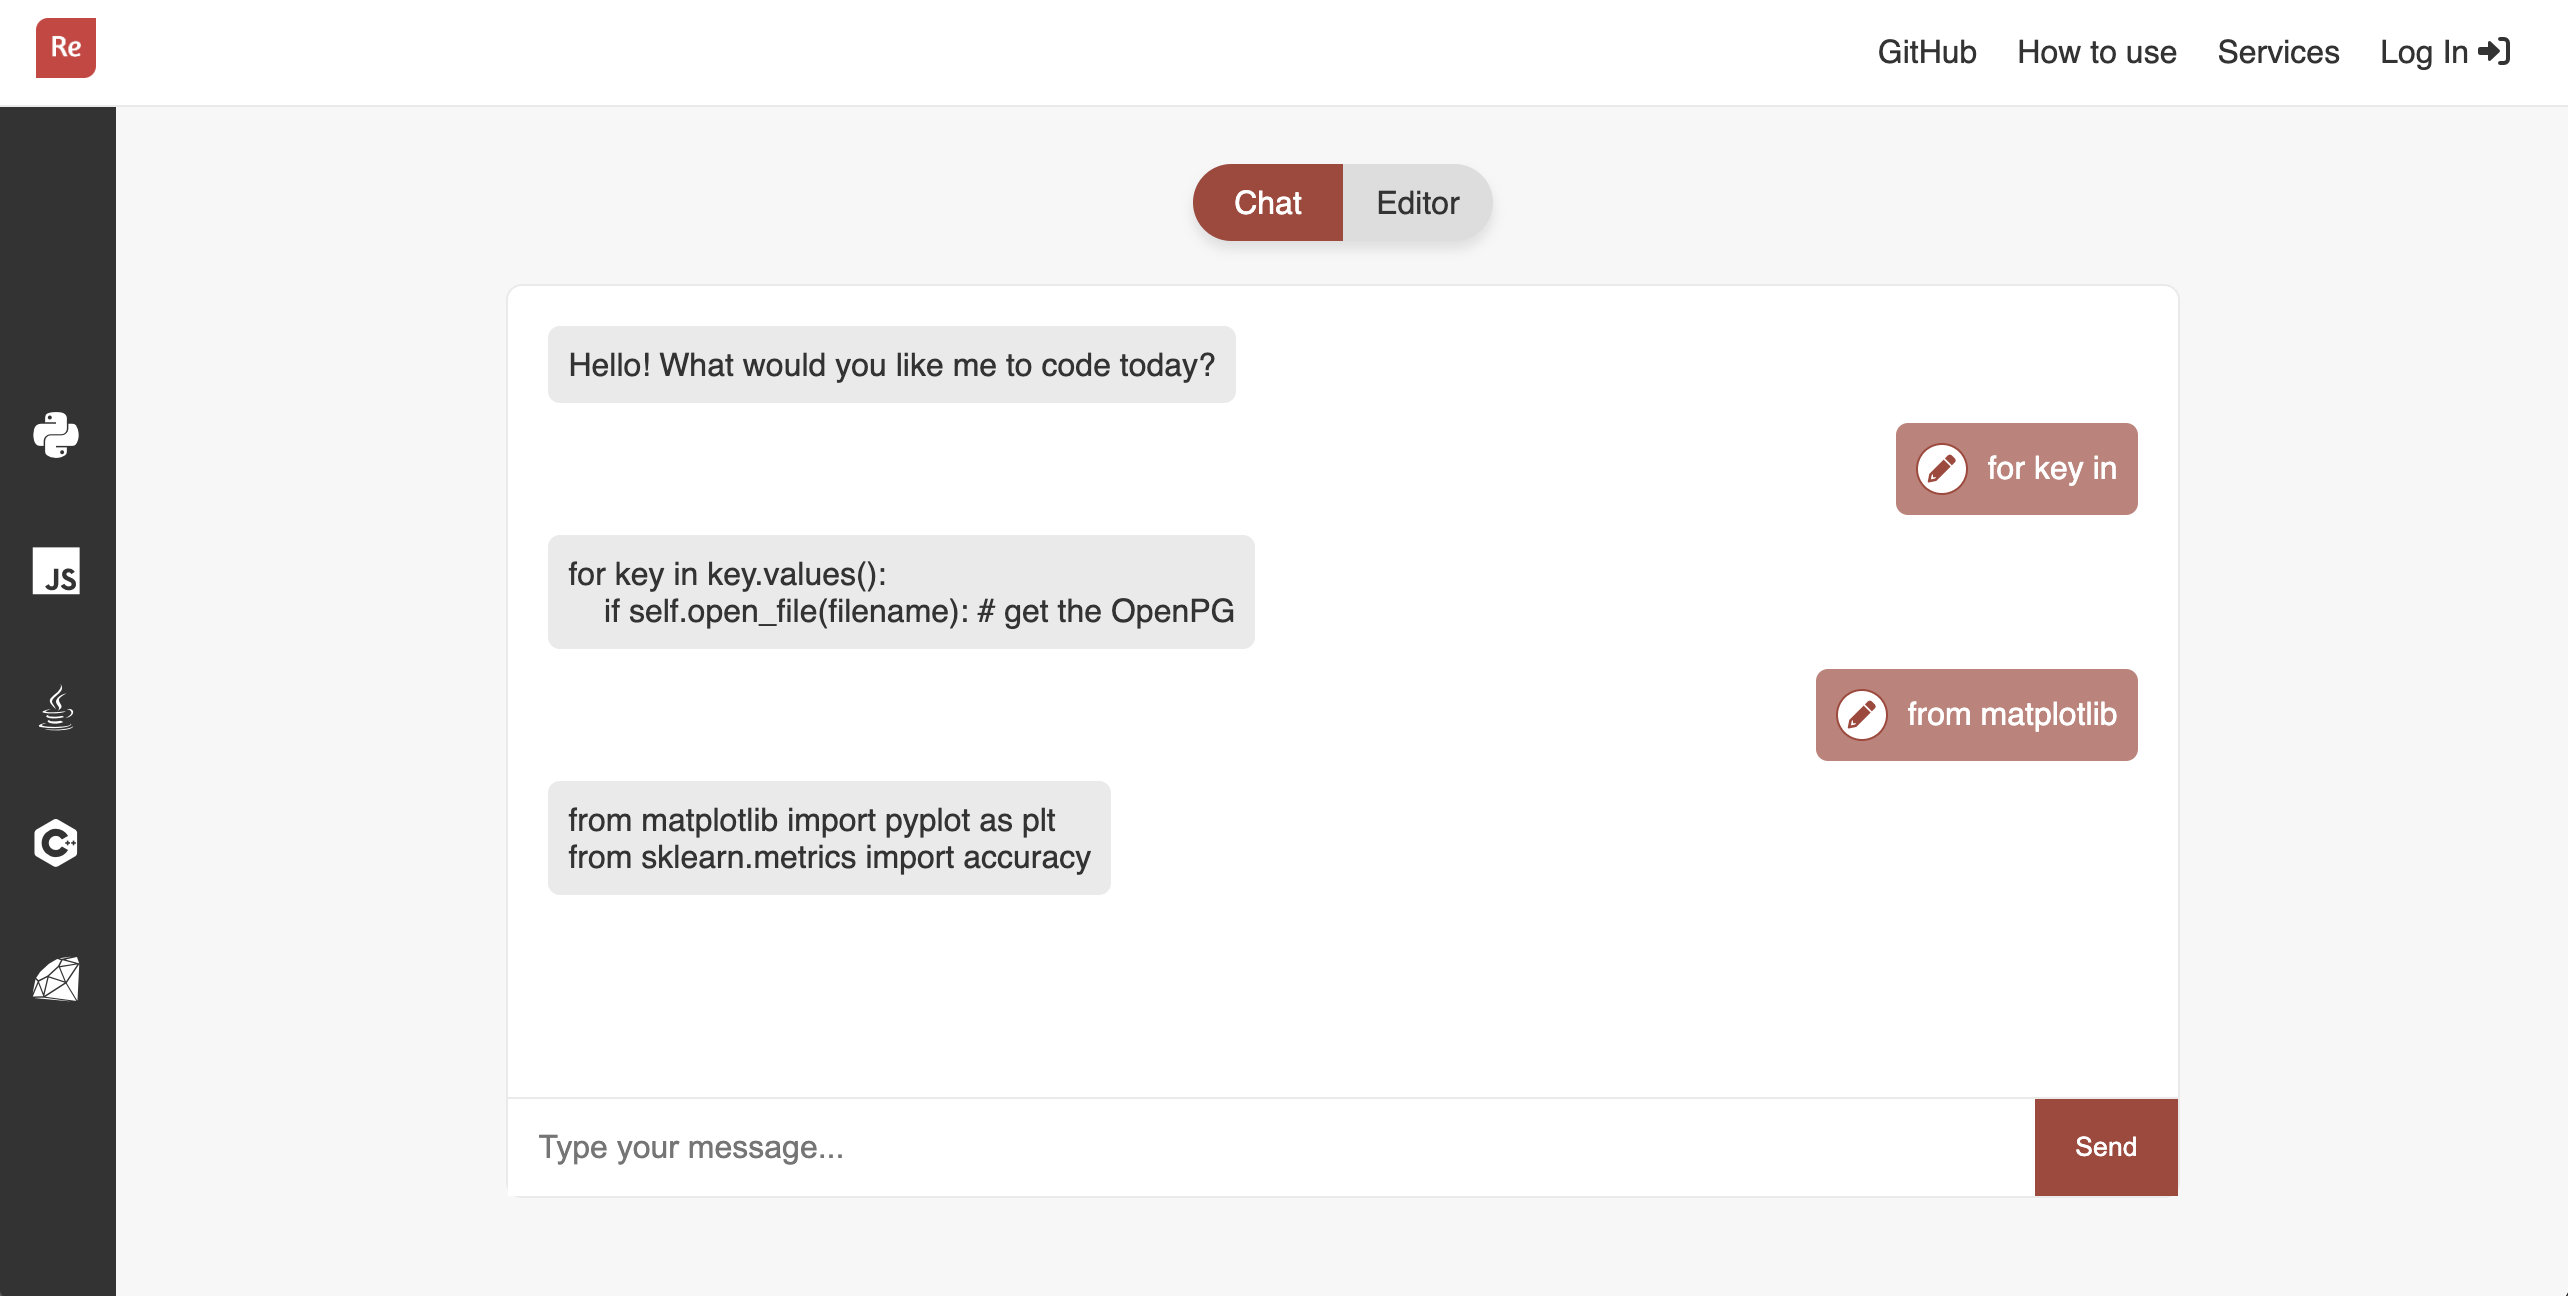 Re
GitHub How to use Services Log In
Chat Editor
Hello! What would you like me to code today?
for key in
for key in key.values():
if self.open_file(filename): # get the OpenPG
from matplotlib
from matplotlib import pyplot as plt
from sklearn.metrics import accuracy
JS
C++
Type your message...
Send